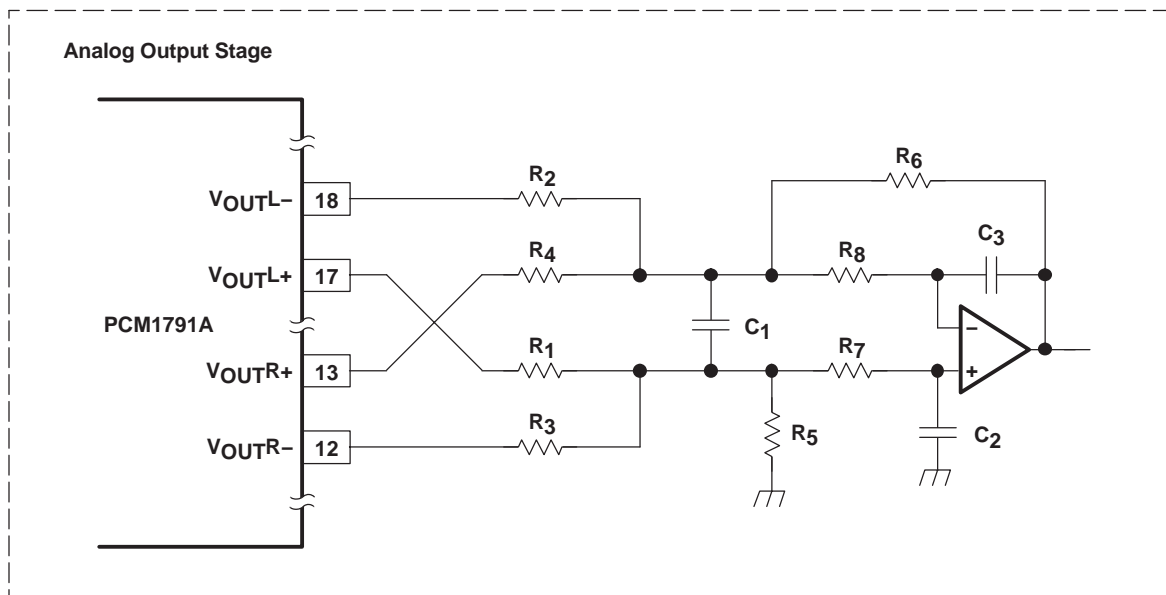 Analog Output Stage
R6
R2
VOUTL–
18
C3
R4
R8
VOUTL+
17
–
PCM1791A
C1
R1
R7
VOUTR+
13
+
R3
R5
C2
VOUTR–
12